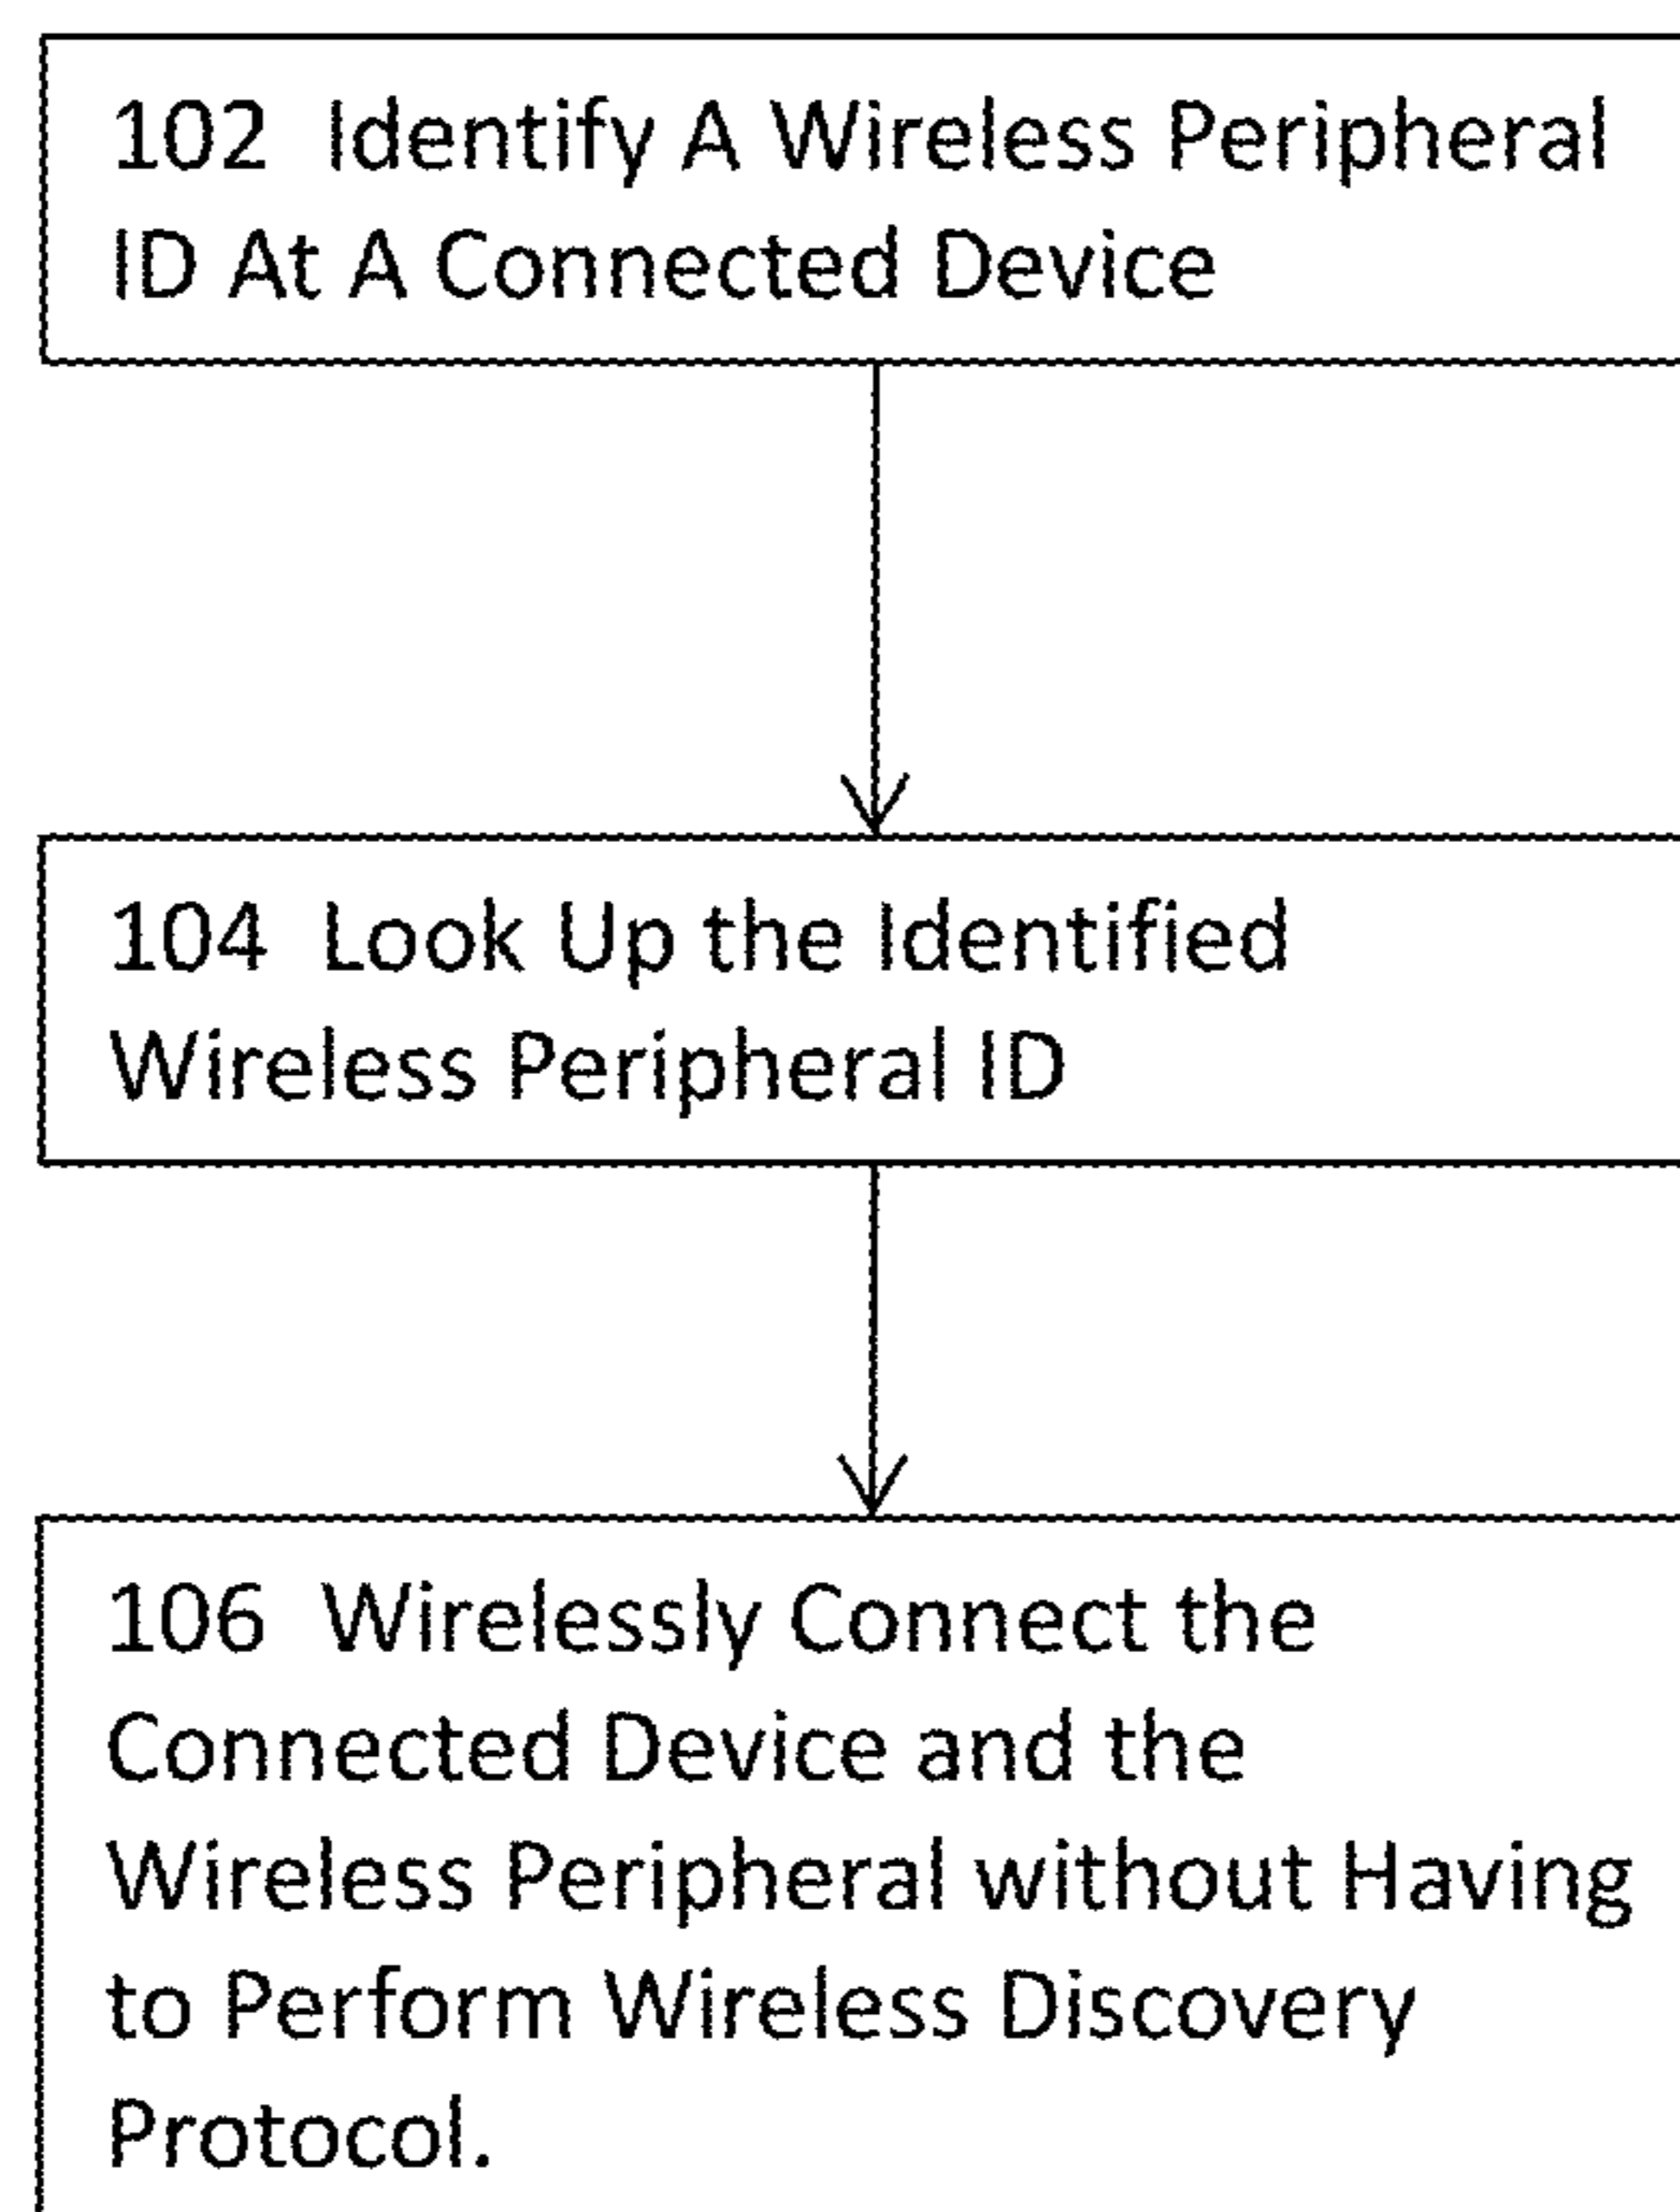 102 Identify A Wireless Peripheral
ID At A Connected Device
104 Look Up the Identified
Wireless Peripheral ID
106 Wirelessly Connect the
Connected Device and the
Wireless Peripheral without Having
to Perform Wireless Discovery
Protocol.